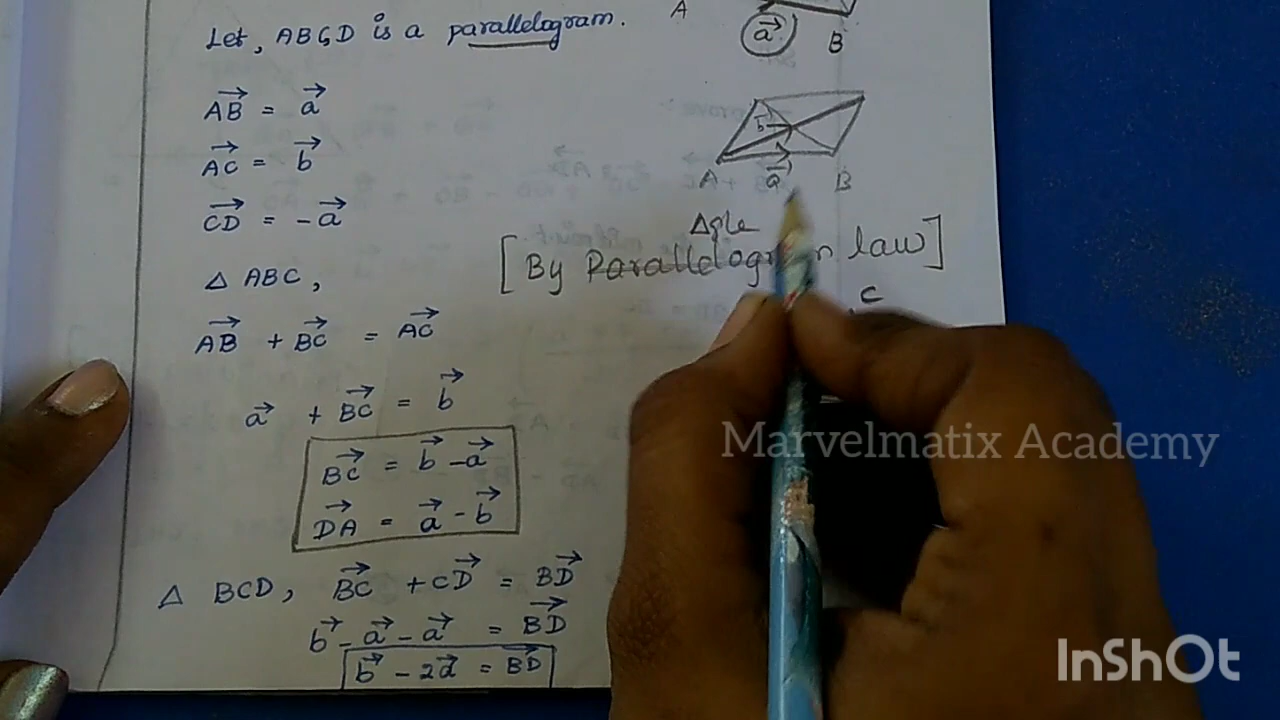 Let, ABCD is a parallelogram.
A
a⃗
B
AB⃗ = a⃗
AC⃗ = b⃗
CD⃗ = -a⃗
b
A a⃗ B
Δ ABC,
Δgle
[By Parallelogram law]
C
AB⃗ + BC⃗ = AC⃗
a⃗ + BC⃗ = b⃗
BC⃗ = b⃗ - a⃗
DA⃗ = a⃗ - b⃗
Δ BCD, BC⃗ + CD⃗ = BD⃗
b⃗ - a⃗ - a⃗ = BD⃗
b⃗ - 2a⃗ = BD⃗
Marvelmatix Academy
InShOt